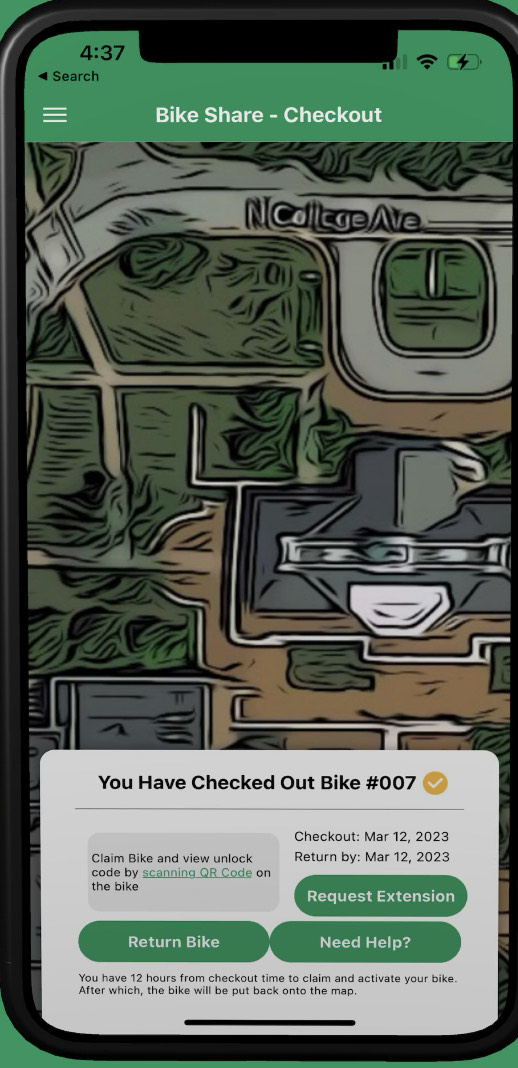 4:37
◀ Search
Bike Share - Checkout
N College Ave
You Have Checked Out Bike #007
Checkout: Mar 12, 2023
Return by: Mar 12, 2023
Claim Bike and view unlock
code by scanning QR Code on
the bike
Request Extension
Return Bike
Need Help?
You have 12 hours from checkout time to claim and activate your bike.
After which, the bike will be put back onto the map.